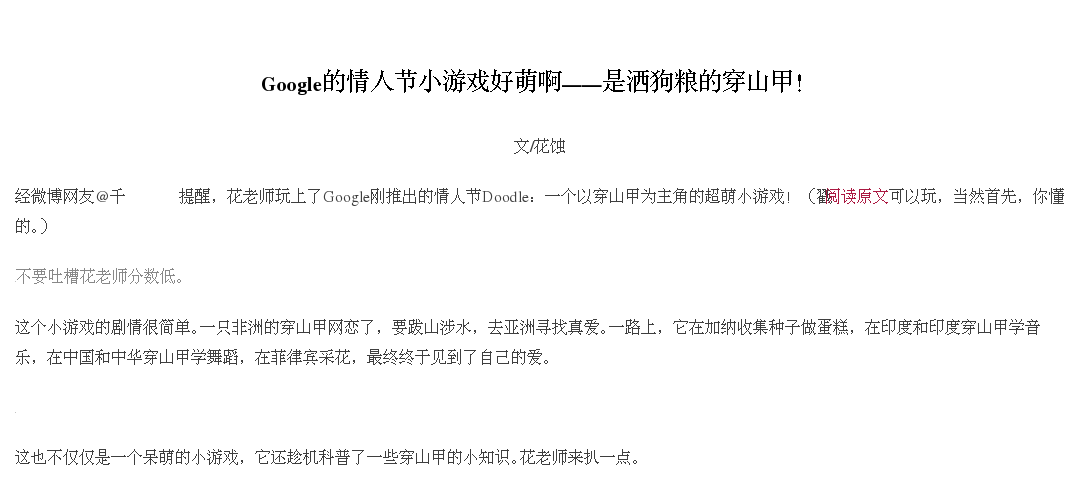 Google的情人节小游戏好萌啊——是洒狗粮的穿山甲！
文/花蚀
经微博网友@千 提醒，花老师玩上了Google刚推出的情人节Doodle：一个以穿山甲为主角的超萌小游戏！（戳阅读原文可以玩，当然首先，你懂
的。）
不要吐槽花老师分数低。
这个小游戏的剧情很简单。一只非洲的穿山甲网恋了，要跋山涉水，去亚洲寻找真爱。一路上，它在加纳收集种子做蛋糕，在印度和印度穿山甲学音
乐，在中国和中华穿山甲学舞蹈，在菲律宾采花，最终终于见到了自己的爱。
这也不仅仅是一个呆萌的小游戏，它还趁机科普了一些穿山甲的小知识。花老师来扒一点。